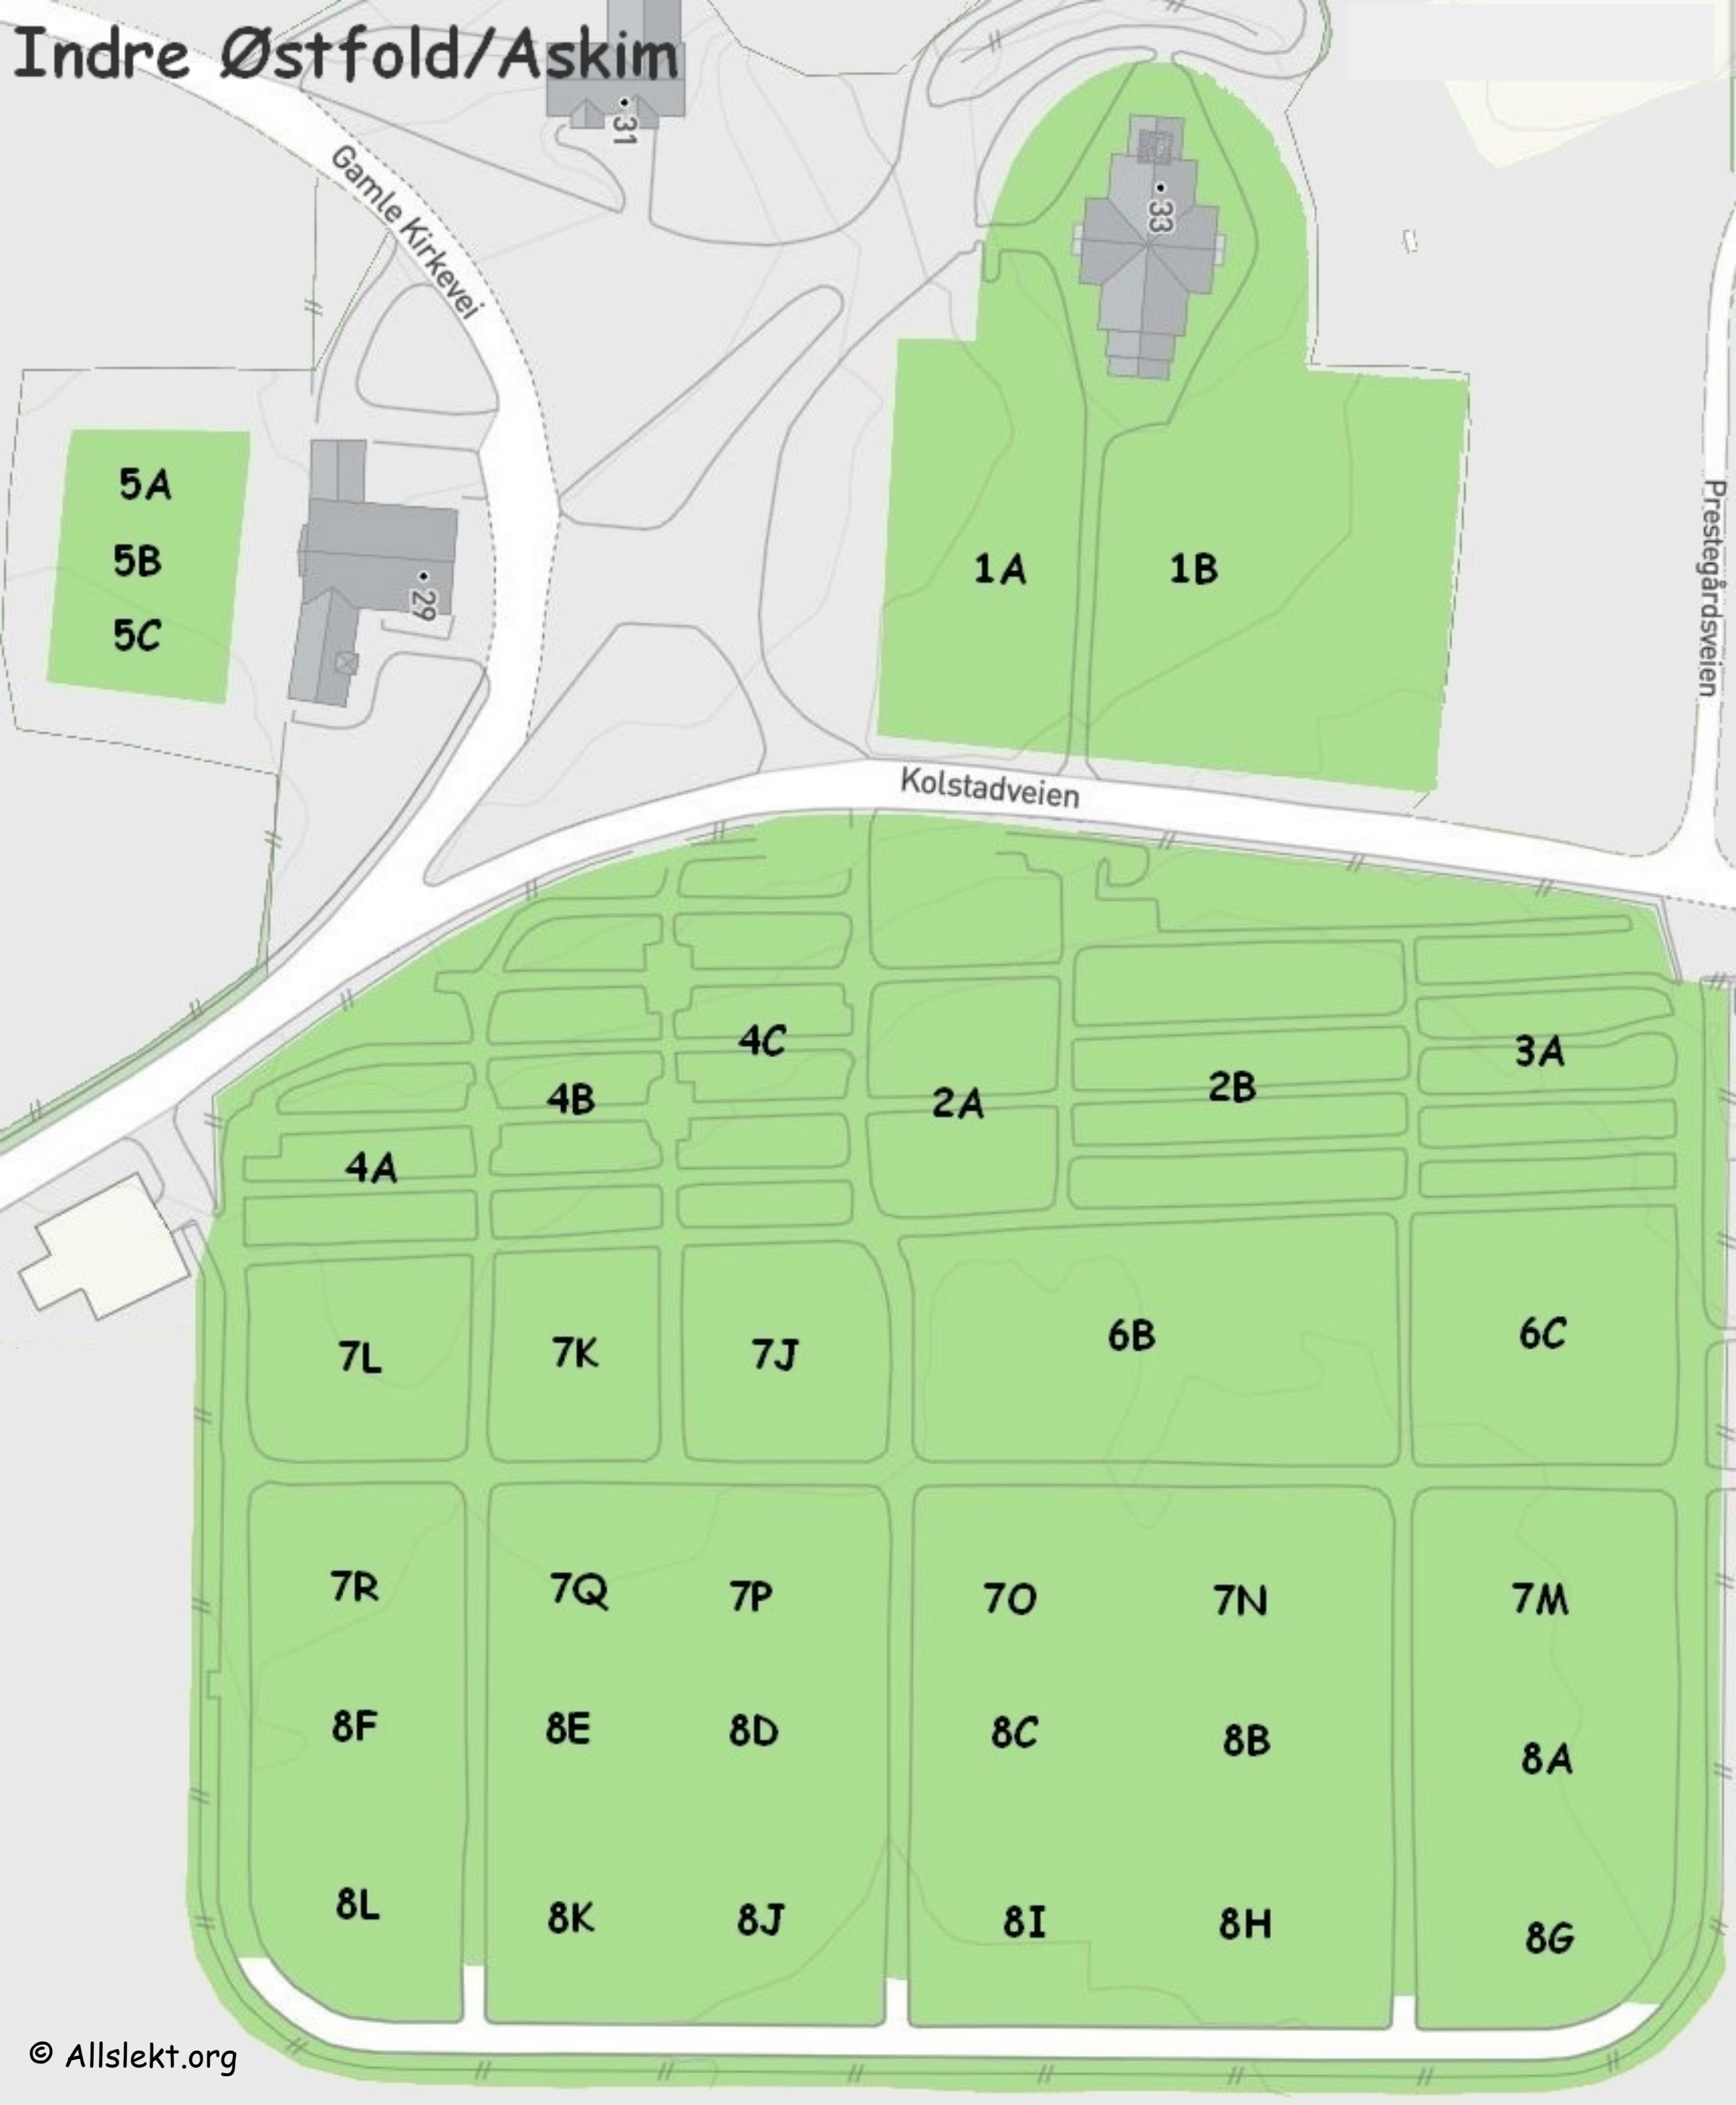 Indre Østfold/Askim
31
33
Gamle Kirkevei
5A
5B
5C
29
1A
1B
Prestegårdsveien
Kolstadveien
4C
3A
4B
2A
2B
4A
7L
7K
7J
6B
6C
7R
7Q
7P
7O
7N
7M
8F
8E
8D
8C
8B
8A
8L
8K
8J
8I
8H
8G
© Allslekt.org